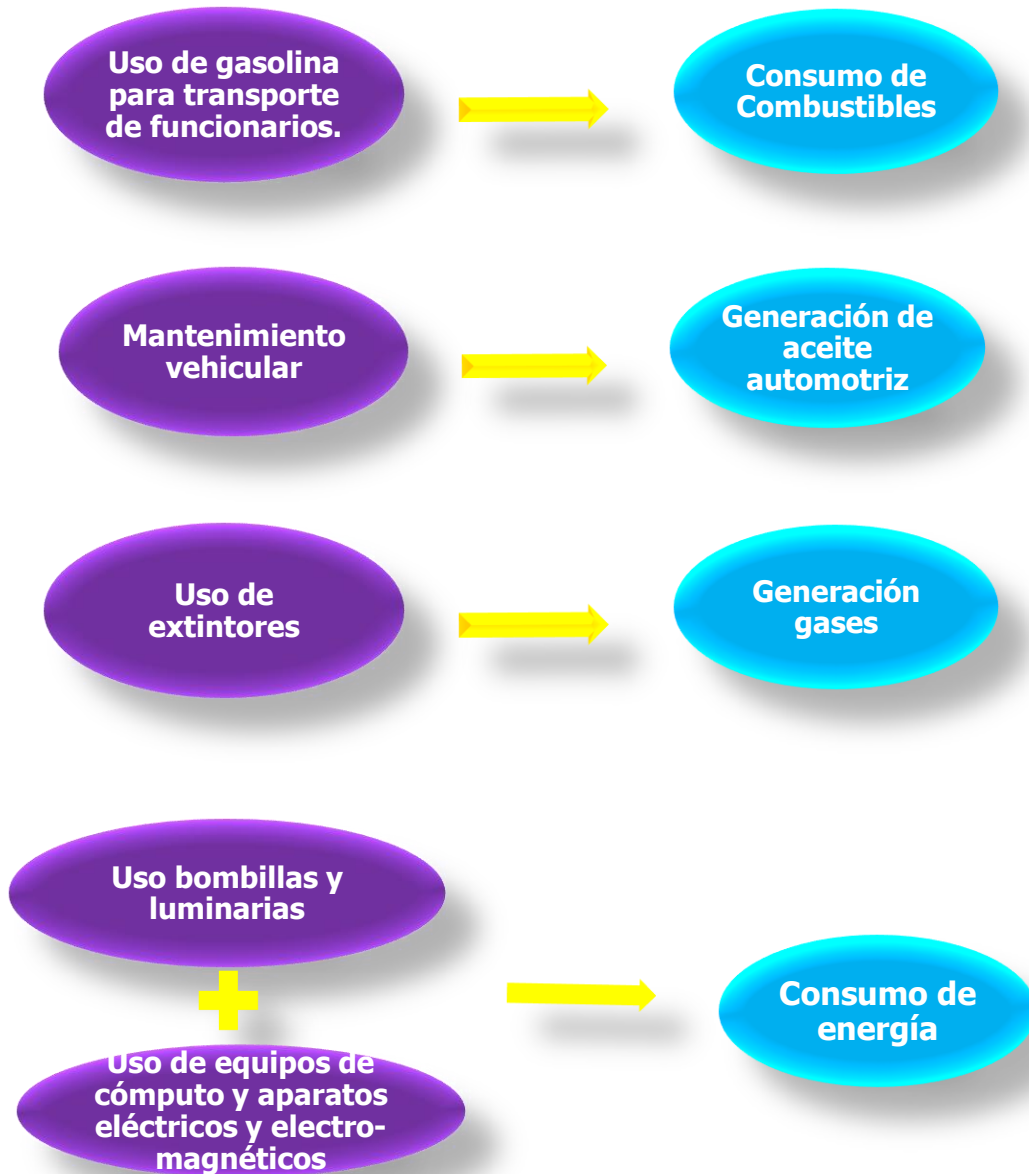 Uso de gasolina
para transporte
de funcionarios.
Consumo de
Combustibles
Mantenimiento
vehicular
Generación de
aceite
automotriz
Uso de
extintores
Generación
gases
Uso bombillas y
luminarias
Uso de equipos de
cómputo y aparatos
eléctricos y electro-
magnéticos
Consumo de
energía